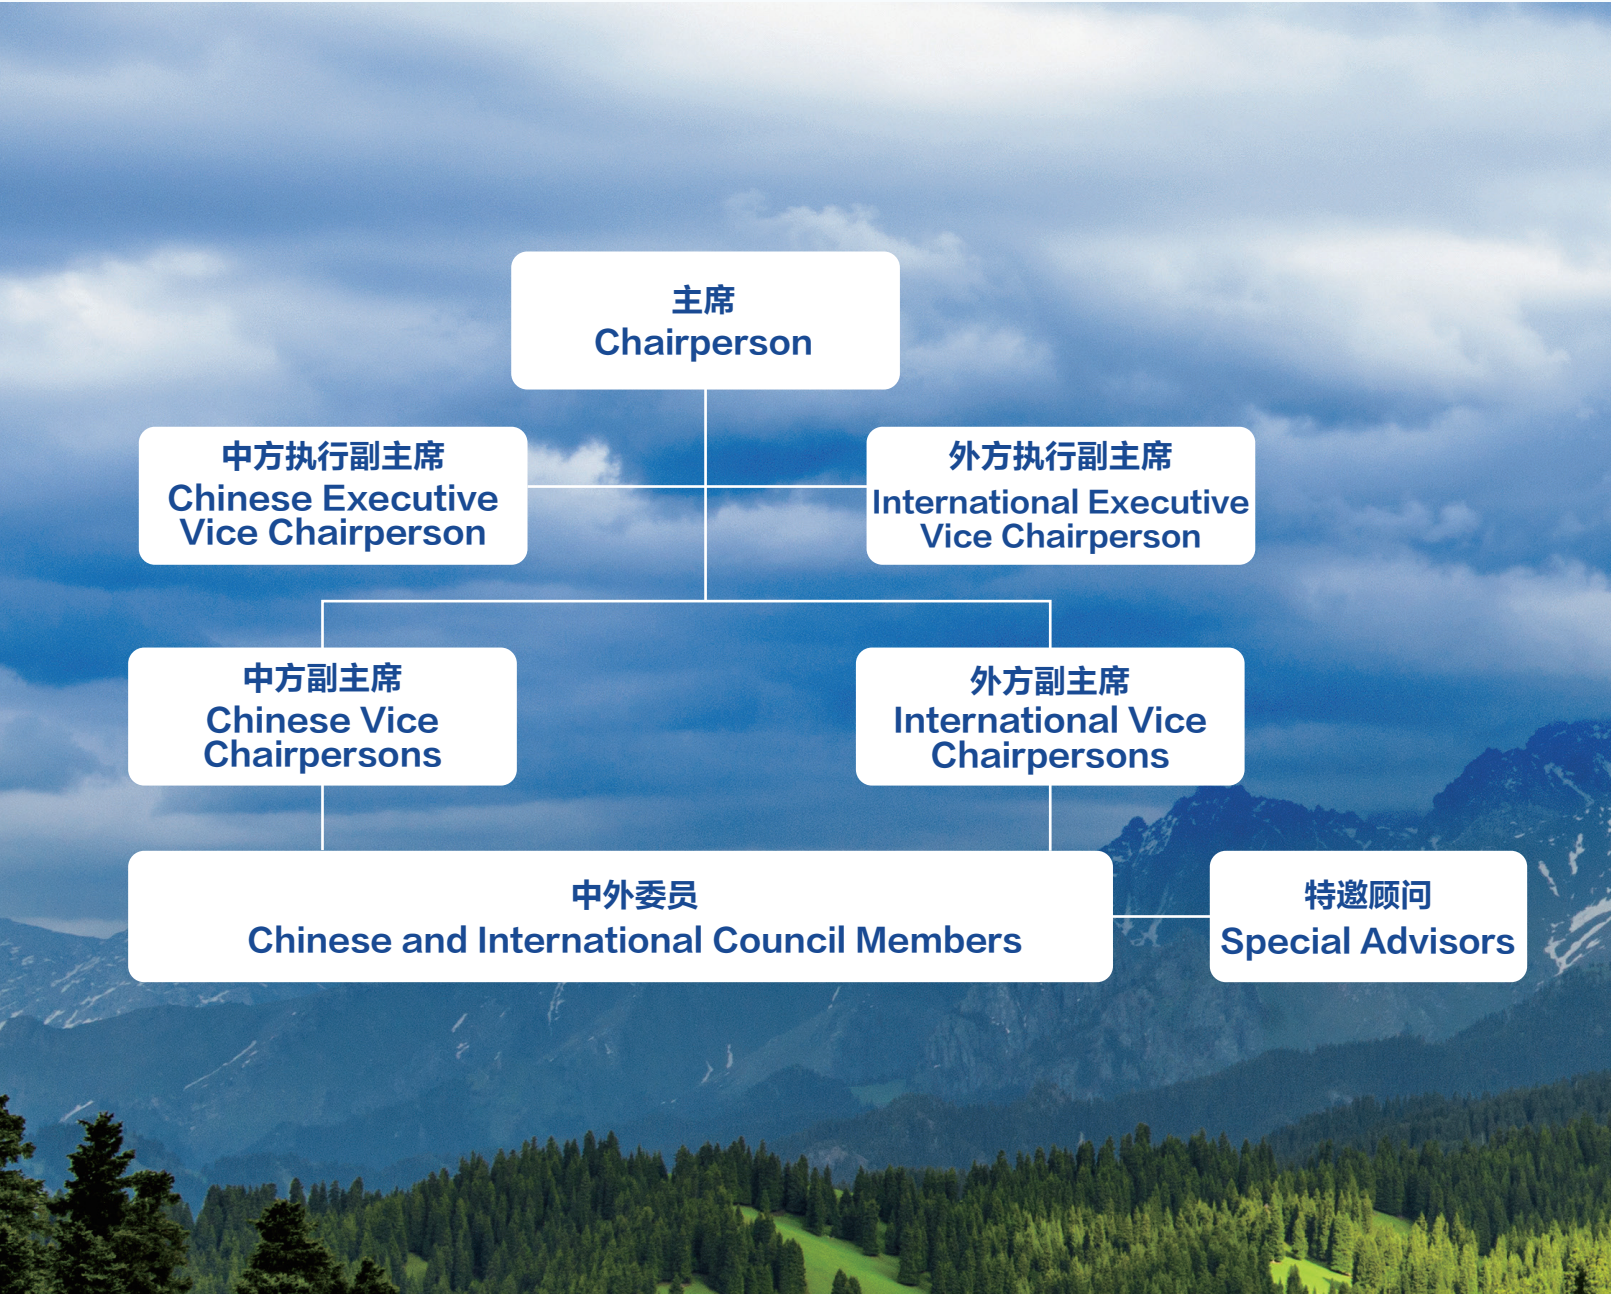 主席
Chairperson
中方执行副主席
Chinese Executive
Vice Chairperson
外方执行副主席
International Executive
Vice Chairperson
中方副主席
Chinese Vice
Chairpersons
外方副主席
International Vice
Chairpersons
中外委员
Chinese and International Council Members
特邀顾问
Special Advisors